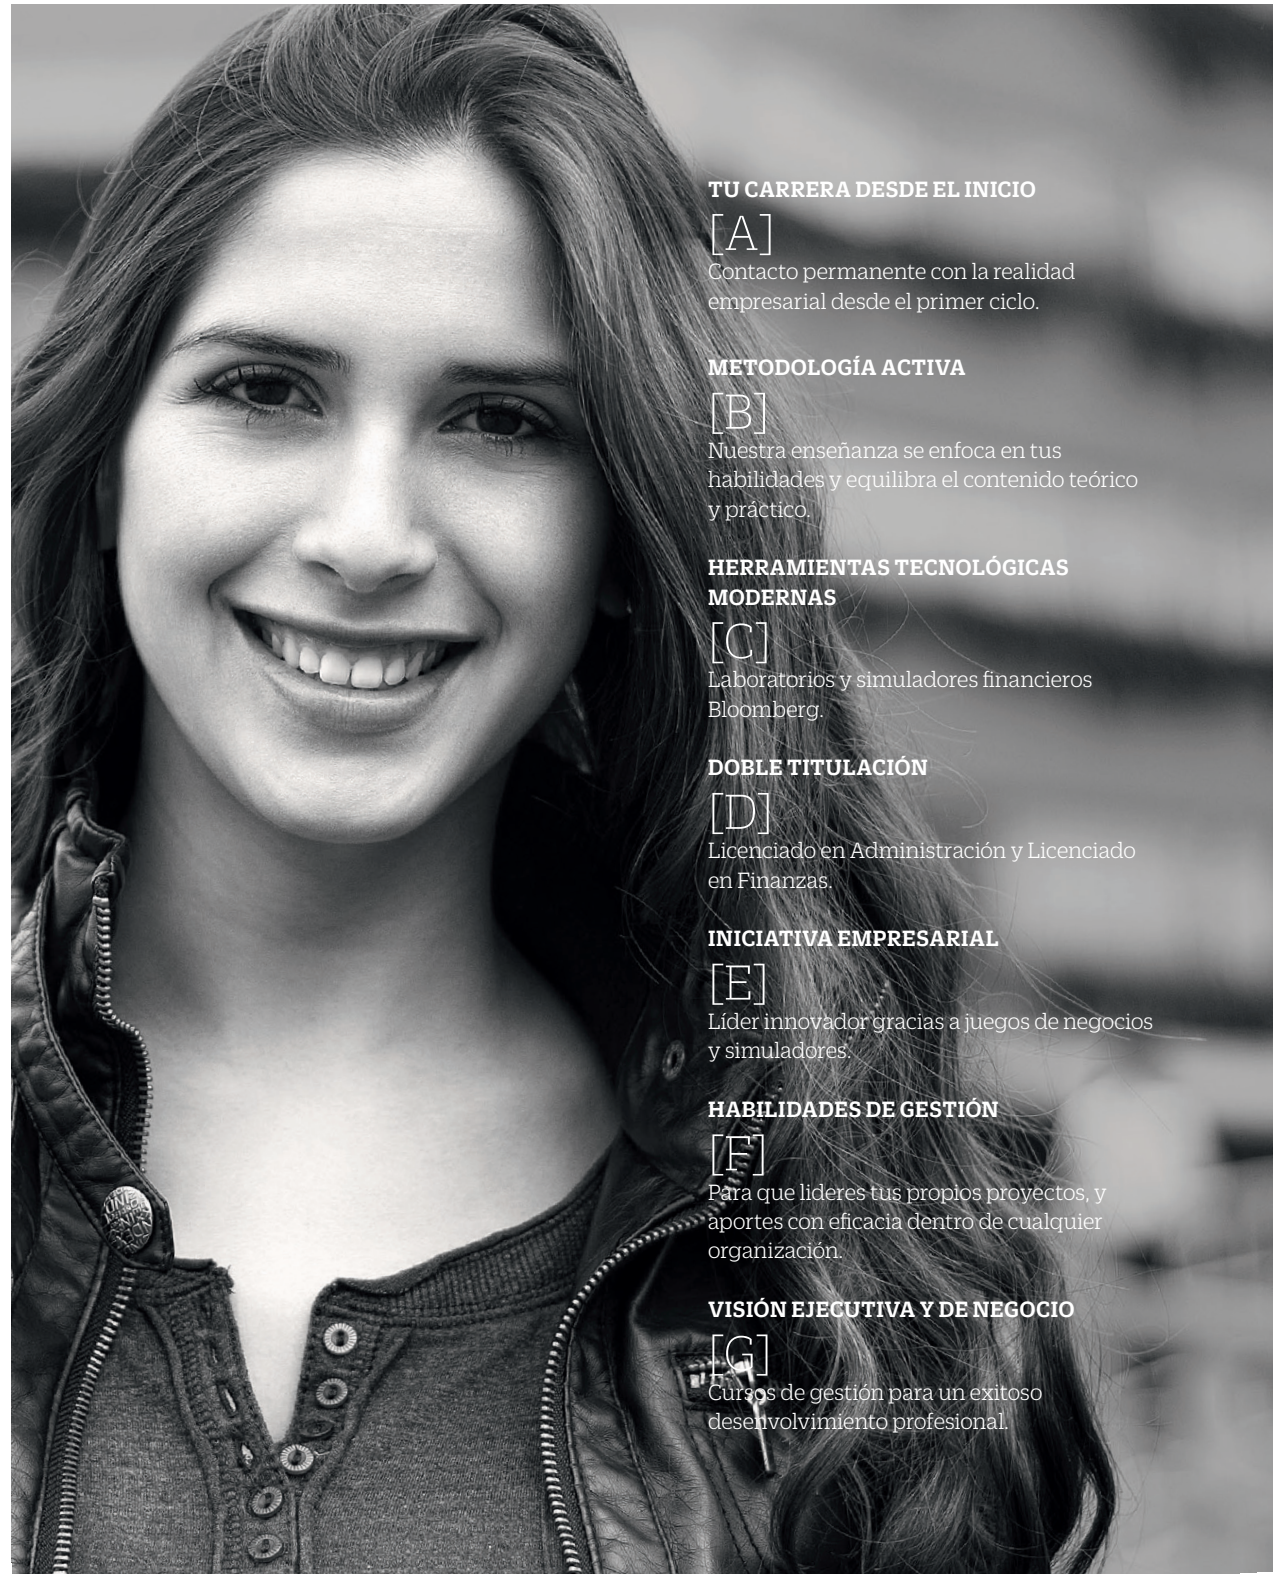 TU CARRERA DESDE EL INICIO
[A]
Contacto permanente con la realidad
empresarial desde el primer ciclo.
METODOLOGÍA ACTIVA
[B]
Nuestra enseñanza se enfoca en tus
habilidades y equilibra el contenido teórico
y práctico.
HERRAMIENTAS TECNOLÓGICAS
MODERNAS
[C]
Laboratorios y simuladores financieros
Bloomberg.
DOBLE TITULACIÓN
[D]
Licenciado en Administración y Licenciado
en Finanzas.
INICIATIVA EMPRESARIAL
[E]
Líder innovador gracias a juegos de negocios
y simuladores.
HABILIDADES DE GESTIÓN
[F]
Para que lideres tus propios proyectos, y
aportes con eficacia dentro de cualquier
organización.
VISIÓN EJECUTIVA Y DE NEGOCIO
[G]
Cursos de gestión para un exitoso
desenvolvimiento profesional.